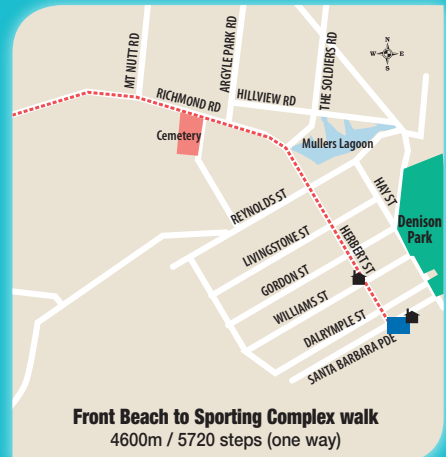 MT NUTT RD
ARGYLE PARK RD
THE SOLDIERS RD
N
W E
S
RICHMOND RD
HILLVIEW RD
Cemetery
Mullers Lagoon
REYNOLDS ST
HAY ST
LIVINGSTONE ST
HERBERT ST
Denison
Park
GORDON ST
WILLIAMS ST
DALRYMPLE ST
SANTA BARBARA PDE
Front Beach to Sporting Complex walk
4600m / 5720 steps (one way)